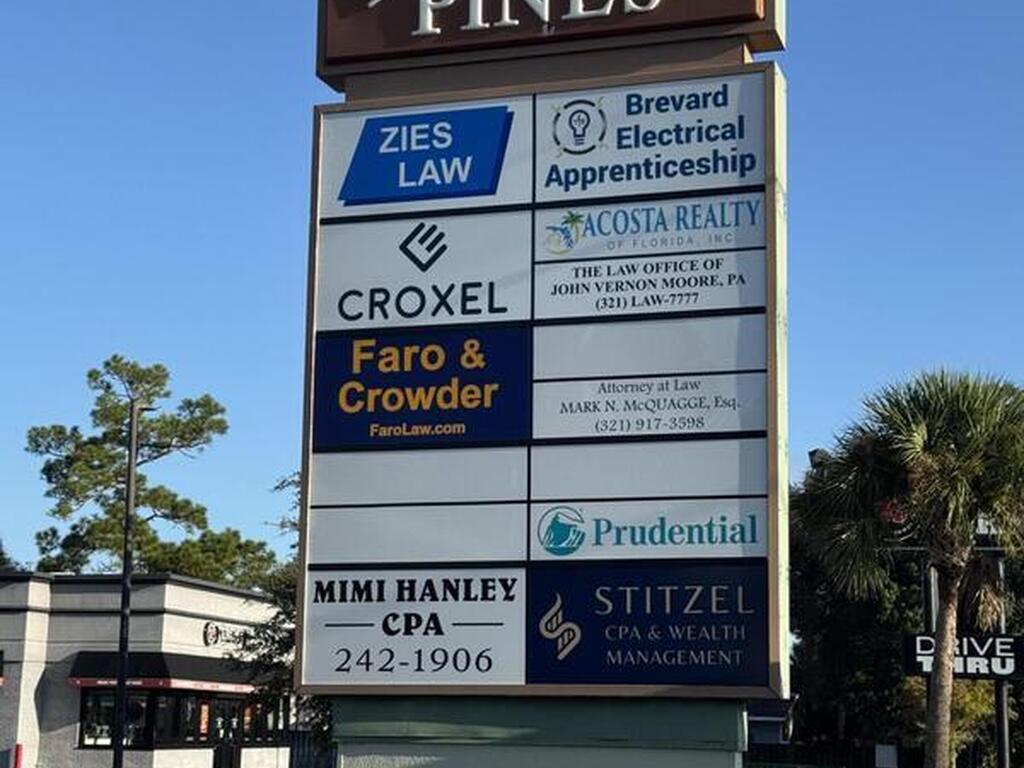 PINES
ZIES
LAW
Brevard
Electrical
Apprenticeship
CROXEL
ACOSTA REALTY
OF FLORIDA, INC
THE LAW OFFICE OF
JOHN VERNON MOORE, PA
(321) LAW-7777
Faro &
Crowder
FaroLaw.com
Attorney at Law
MARK N. McQUAGGE, Esq.
(321) 917-3598
Prudential
MIMI HANLEY
CPA
242-1906
STITZEL
CPA & WEALTH
MANAGEMENT
DRIVE
THRU